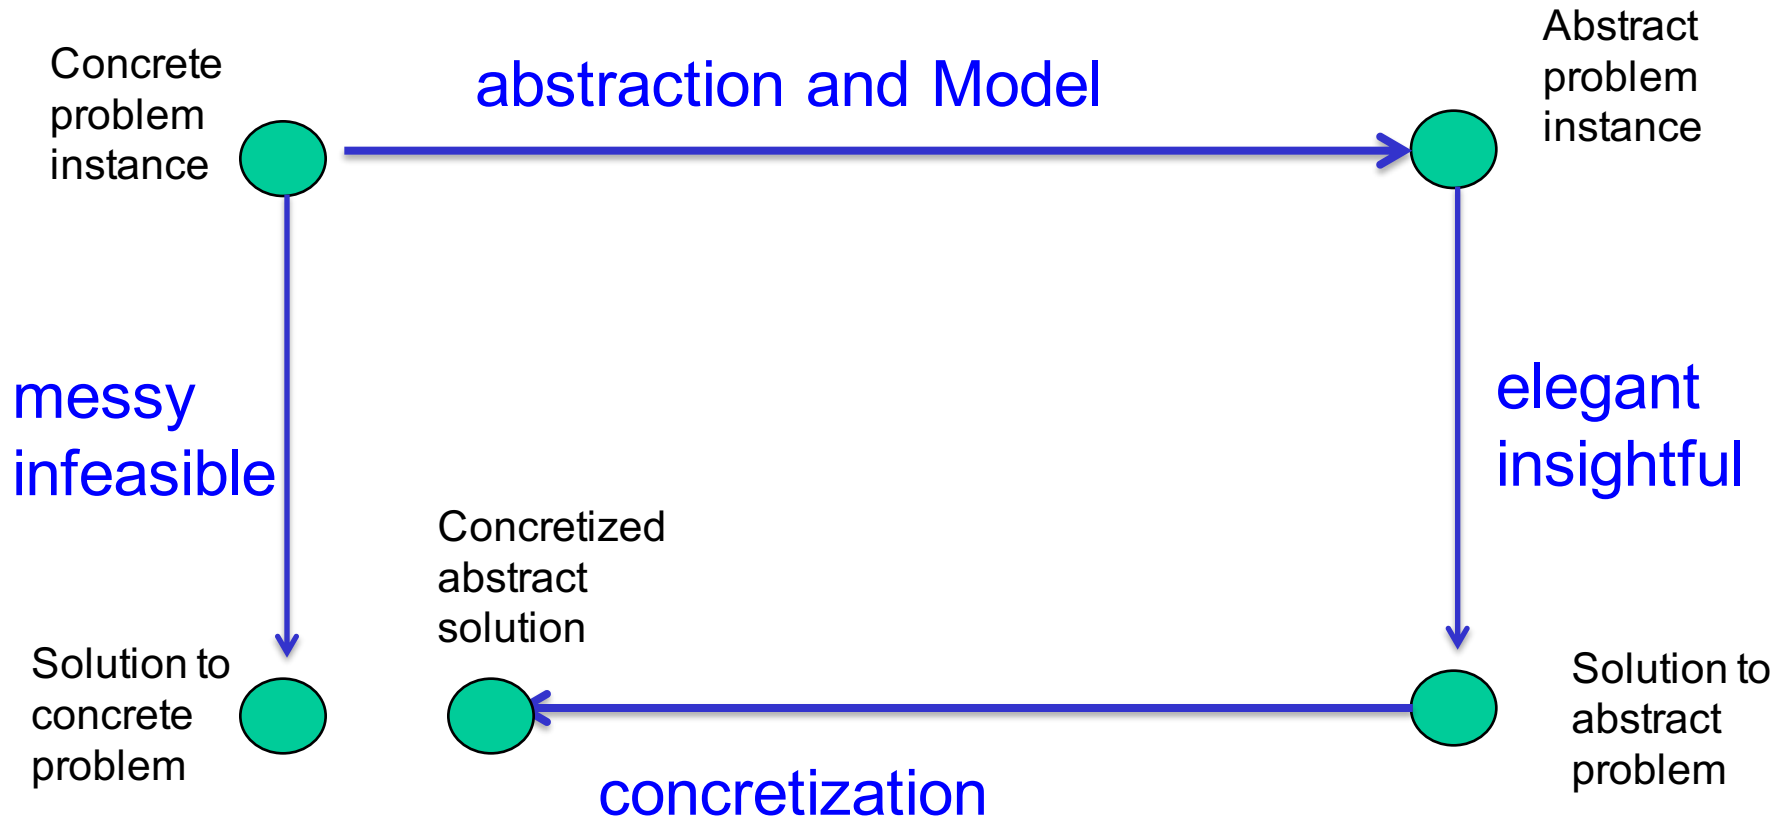 Concrete
problem
instance
abstraction and Model
Abstract
problem
instance
messy
infeasible
elegant
insightful
Concretized
abstract
solution
Solution to
concrete
problem
concretization
Solution to
abstract
problem